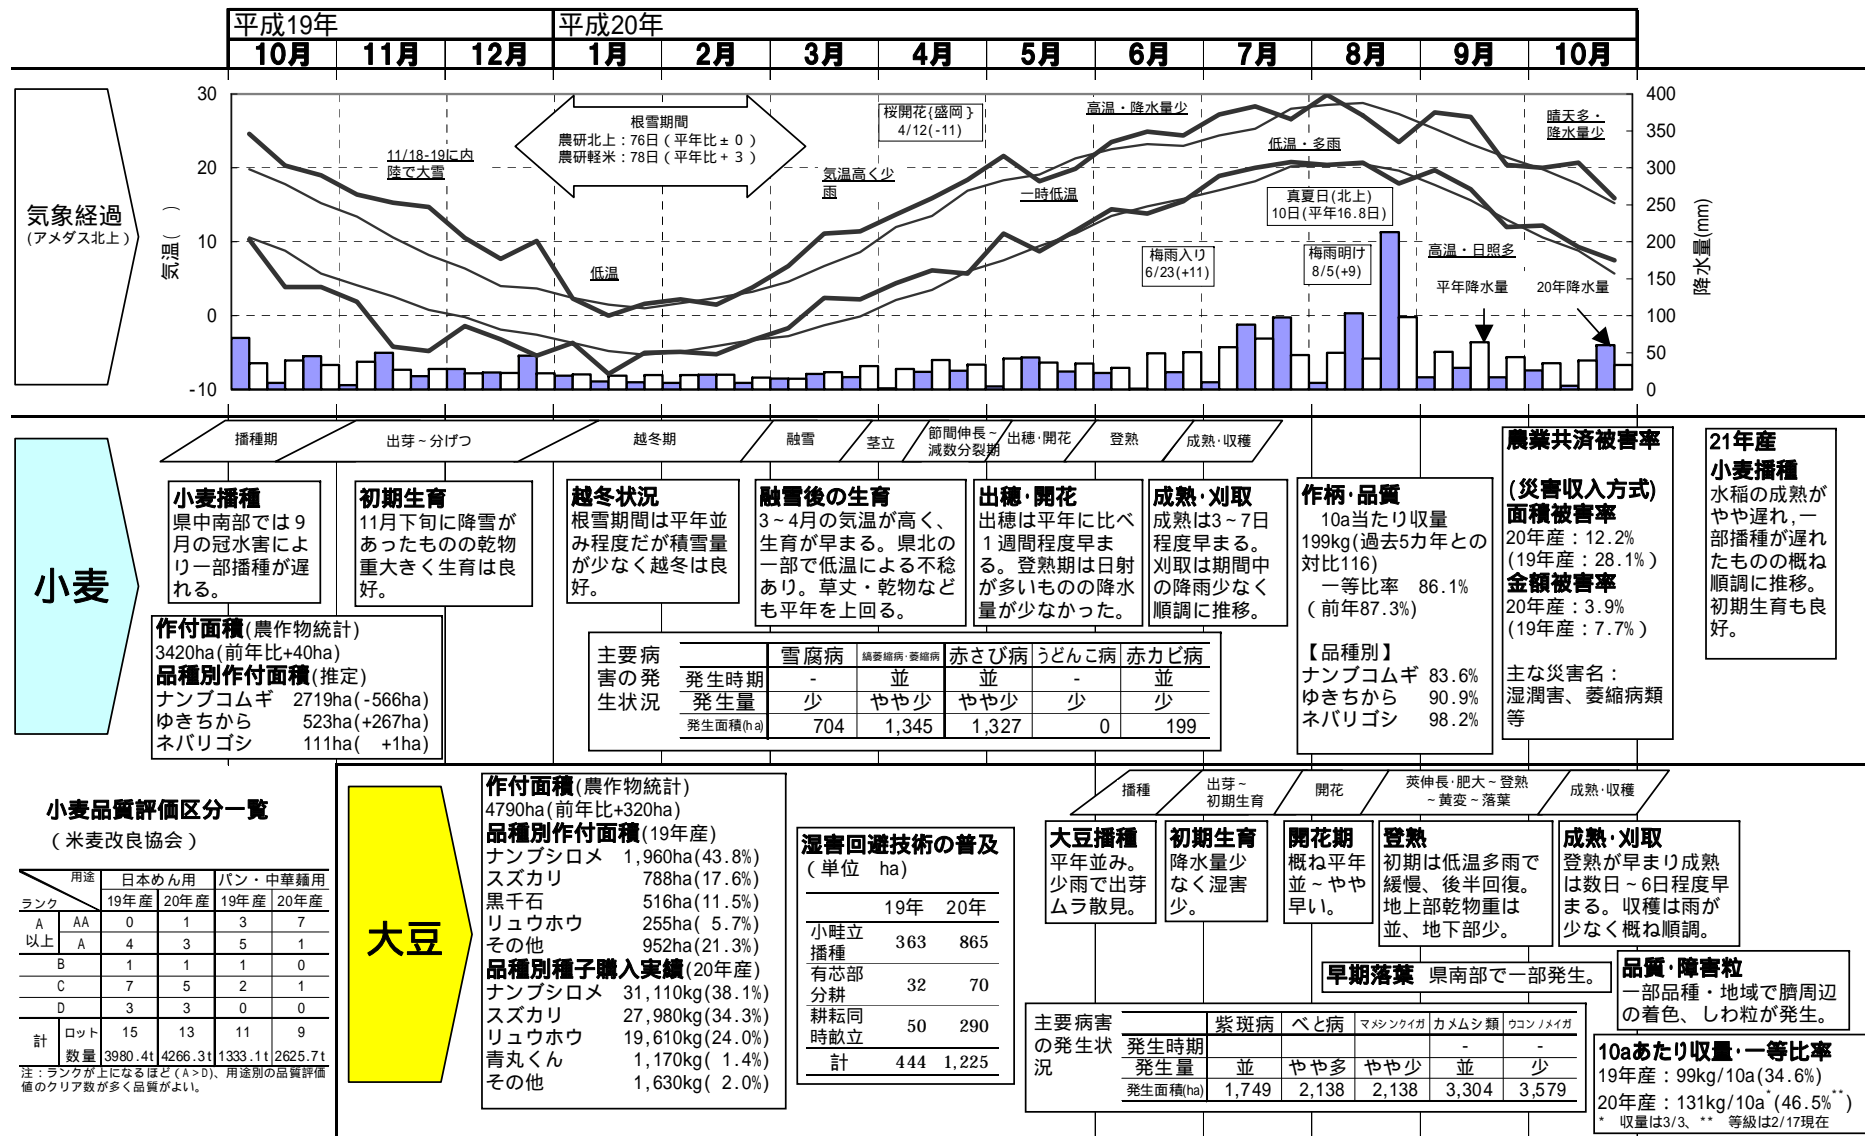 平成19年 平成20年
10月 11月 12月 1月 2月 3月 4月 5月 6月 7月 8月 9月 10月
気象経過
(アメダス北上)
気温( )
30
20
10
0
-10
降水量(mm)
400
350
300
250
200
150
100
50
0
11/18-19に内
陸で大雪
根雪期間
農研北上：76日(平年比±0)
農研軽米：78日(平年比+3)
低温
気温高く少
雨
桜開花{盛岡}
4/12(-11)
一時低温
高温・降水量少
梅雨入り
6/23(+11)
低温・多雨
真夏日(北上)
10日(平年16.8日)
梅雨明け
8/5(+9)
高温・日照多
平年降水量
20年降水量
晴天多・
降水量少
小麦
播種期
出芽~分げつ
越冬期
融雪
茎立
節間伸長~
減数分裂期
出穂・開花
登熟
成熟・収穫
小麦播種
県中南部では9
月の冠水害によ
り一部播種が遅
れる。
初期生育
11月下旬に降雪が
あったものの乾物
重大きく生育は良
好。
越冬状況
根雪期間は平年並
み程度だが積雪量
が少なく越冬は良
好。
融雪後の生育
3~4月の気温が高く、
生育が早まる。県北の
一部で低温による不稔
あり。草丈・乾物など
も平年を上回る。
出穂・開花
出穂は平年に比べ
1週間程度早ま
る。登熟期は日射
が多いものの降水
量が少なかった。
成熟・刈取
成熟は3~7日
程度早まる。
刈取は期間中
の降雨少なく
順調に推移。
作柄・品質
10a当たり収量
199kg(過去5カ年との
対比116)
一等比率 86.1%
(前年87.3%)
【品種別】
ナンブコムギ 83.6%
ゆきちから 90.9%
ネバリゴシ 98.2%
農業共済被害率
(災害収入方式)
面積被害率
20年産：12.2%
(19年産：28.1%)
金額被害率
20年産：3.9%
(19年産：7.7%)
主な災害名：
湿潤害、萎縮病類
等
21年産
小麦播種
水稲の成熟が
やや遅れ,一
部播種が遅れ
たものの概ね
順調に推移。
初期生育も良
好。
作付面積(農作物統計)
3420ha(前年比+40ha)
品種別作付面積(推定)
ナンブコムギ 2719ha(-566ha)
ゆきちから 523ha(+267ha)
ネバリゴシ 111ha( +1ha)
主要病
害の発
生状況
雪腐病 縞萎縮病・萎縮病 赤さび病 うどんこ病 赤カビ病
発生時期 - 並 並 - 並
発生量 少 やや少 やや少 少 少
発生面積(ha) 704 1,345 1,327 0 199
小麦品質評価区分一覧
(米麦改良協会)
用途 日本めん用 パン・中華麺用
ランク 19年産 20年産 19年産 20年産
A以上 AA 0 1 3 7
A 4 3 5 1
B 1 1 1 0
C 7 5 2 1
D 3 3 0 0
計 ロット 15 13 11 9
数量 3980.4t 4266.3t 1333.1t 2625.7t
注：ランクが上になるほど(A>D)、用途別の品質評価
値のクリア数が多く品質がよい。
大豆
作付面積(農作物統計)
4790ha(前年比+320ha)
品種別作付面積(19年産)
ナンブシロメ 1,960ha(43.8%)
スズカリ 788ha(17.6%)
黒千石 516ha(11.5%)
リュウホウ 255ha( 5.7%)
その他 952ha(21.3%)
品種別種子購入実績(20年産)
ナンブシロメ 31,110kg(38.1%)
スズカリ 27,980kg(34.3%)
リュウホウ 19,610kg(24.0%)
青丸くん 1,170kg( 1.4%)
その他 1,630kg( 2.0%)
湿害回避技術の普及
(単位 ha)
19年 20年
小畦立
播種 363 865
有芯部
分耕 32 70
耕耘同
時畝立 50 290
計 444 1,225
播種
出芽~
初期生育
開花
莢伸長・肥大~登熟
~黄変~落葉
成熟・収穫
大豆播種
平年並み。
少雨で出芽
ムラ散見。
初期生育
降水量少
なく湿害
少。
開花期
概ね平年
並~やや
早い。
登熟
初期は低温多雨で
緩慢、後半回復。
地上部乾物重は
並、地下部少。
成熟・刈取
登熟が早まり成熟
は数日~6日程度早
まる。収穫は雨が
少なく概ね順調。
早期落葉 県南部で一部発生。
品質・障害粒
一部品種・地域で臍周辺
の着色、しわ粒が発生。
主要病害
の発生状
況
紫斑病 べと病 マメシンクイガ カメムシ類 ウコンノメイガ
発生時期 - -
発生量 並 やや多 やや少 並 少
発生面積(ha) 1,749 2,138 2,138 3,304 3,579
10aあたり収量・一等比率
19年産：99kg/10a(34.6%)
20年産：131kg/10a*(46.5%**)
* 収量は3/3、** 等級は2/17現在